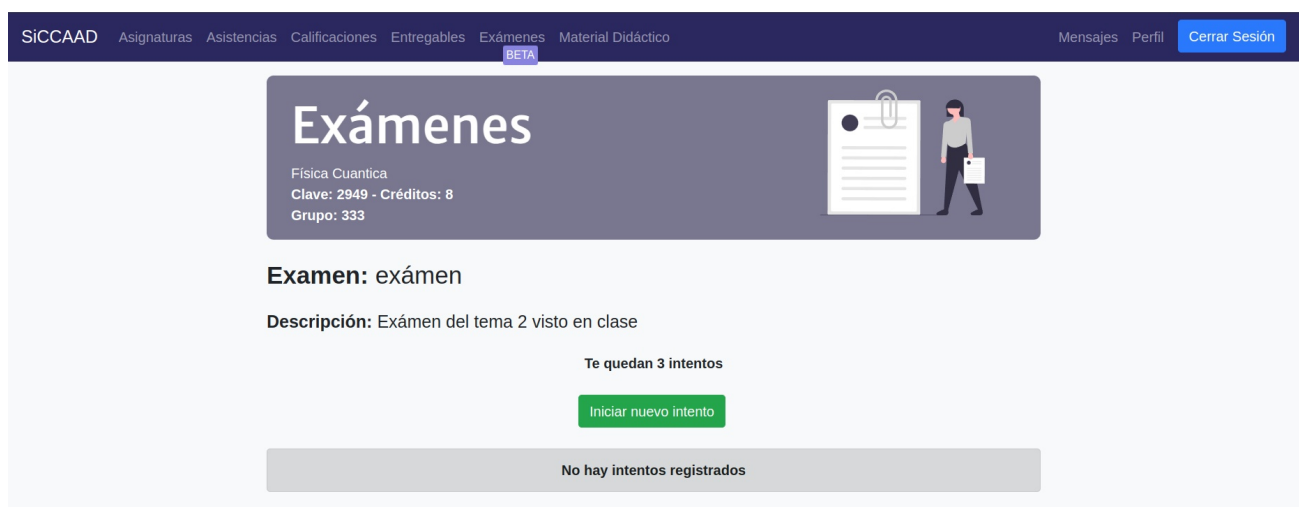 SiCCAAD Asignaturas Asistencias Calificaciones Entregables Exámenes Material Didáctico Mensajes Perfil Cerrar Sesión
BETA
Exámenes
Física Cuantica
Clave: 2949 - Créditos: 8
Grupo: 333
Examen: exámen
Descripción: Exámen del tema 2 visto en clase
Te quedan 3 intentos
Iniciar nuevo intento
No hay intentos registrados